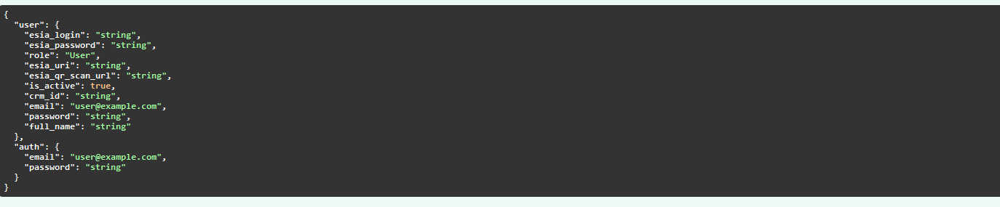 {
  "user": {
    "esia_login": "string",
    "esia_password": "string",
    "role": "User",
    "esia_uri": "string",
    "esia_qr_scan_url": "string",
    "is_active": true,
    "crm_id": "string",
    "email": "user@example.com",
    "password": "string",
    "full_name": "string"
  },
  "auth": {
    "email": "user@example.com",
    "password": "string"
  }
}